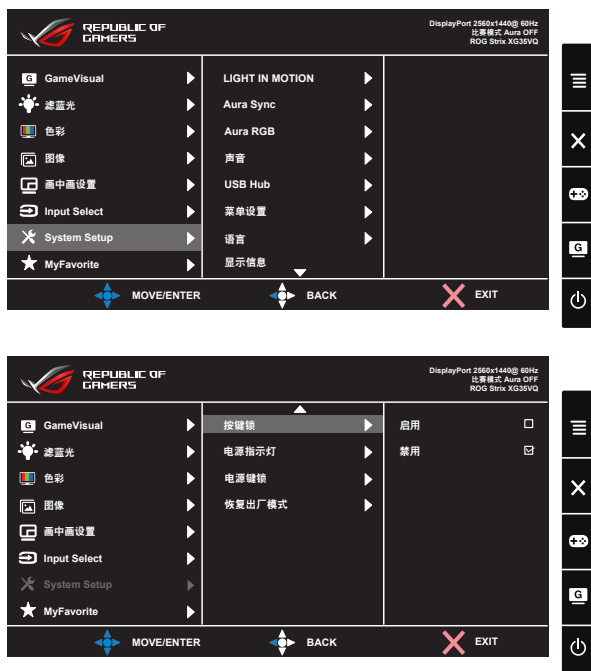 REPUBLIC OF
GAMERS
DisplayPort 2560x1440@ 60Hz
比赛模式 Aura OFF
ROG Strix XG35VQ
G GameVisual
滤蓝光
色彩
图像
画中画设置
Input Select
System Setup
MyFavorite
LIGHT IN MOTION
Aura Sync
Aura RGB
声音
USB Hub
菜单设置
语言
显示信息
MOVE/ENTER
BACK
EXIT
G
REPUBLIC OF
GAMERS
DisplayPort 2560x1440@ 60Hz
比赛模式 Aura OFF
ROG Strix XG35VQ
G GameVisual
滤蓝光
色彩
图像
画中画设置
Input Select
System Setup
MyFavorite
按键锁
电源指示灯
电源键锁
恢复出厂模式
启用
禁用
MOVE/ENTER
BACK
EXIT
G